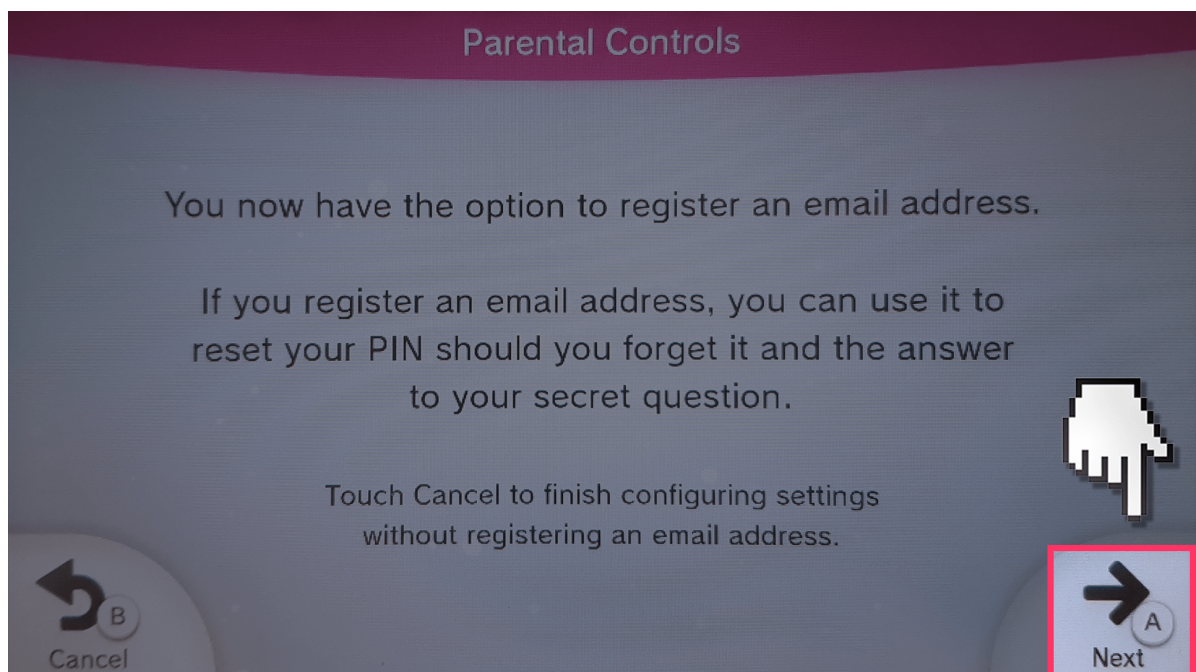 Parental Controls
You now have the option to register an email address.
If you register an email address, you can use it to
reset your PIN should you forget it and the answer
to your secret question.
Touch Cancel to finish configuring settings
without registering an email address.
B
Cancel
A
Next